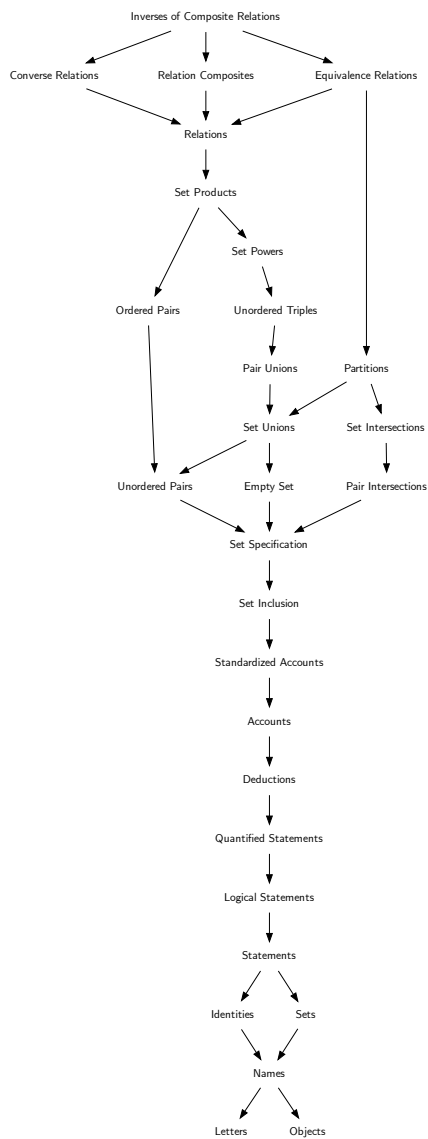 Inverses of Composite Relations
Converse Relations
Relation Composites
Equivalence Relations
Relations
Set Products
Set Powers
Ordered Pairs
Unordered Triples
Pair Unions
Partitions
Set Unions
Set Intersections
Unordered Pairs
Empty Set
Pair Intersections
Set Specification
Set Inclusion
Standardized Accounts
Accounts
Deductions
Quantified Statements
Logical Statements
Statements
Identities
Sets
Names
Letters
Objects